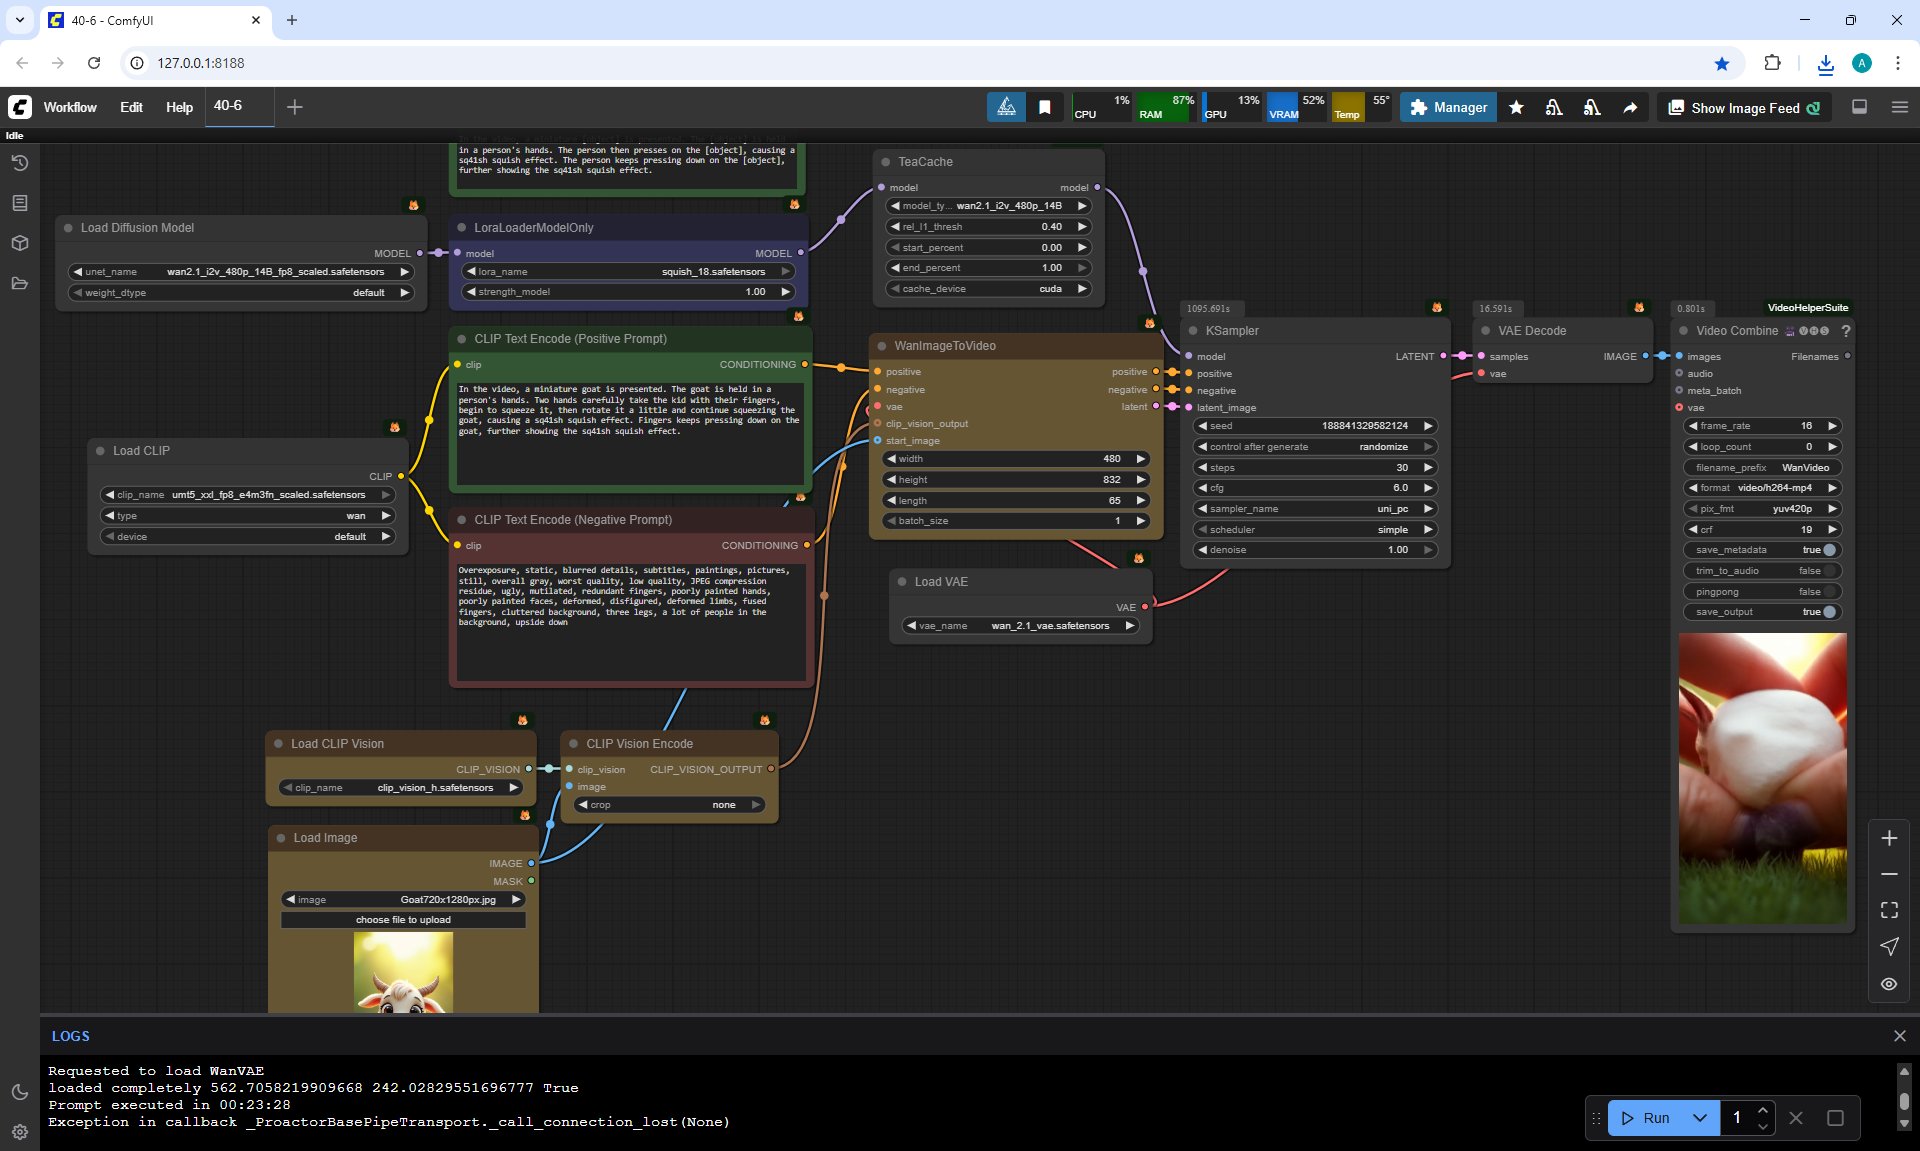 40-6 - ComfyUI
127.0.0.1:8188
A
Workflow
Edit
Help
40-6
CPU
1%
RAM
87%
GPU
13%
VRAM
52%
Temp
55°
Manager
Show Image Feed
Idle
in a person's hands. The person then presses on the [object], causing a
sq41sh squish effect. The person keeps pressing down on the [object],
further showing the sq41sh squish effect.
Load Diffusion Model
MODEL
unet_name
wan2.1_i2v_480p_14B_fp8_scaled.safetensors
weight_dtype
default
LoraLoaderModelOnly
model
MODEL
lora_name
squish_18.safetensors
strength_model
1.00
TeaCache
model
model
model_ty...
wan2.1_i2v_480p_14B
rel_l1_thresh
0.40
start_percent
0.00
end_percent
1.00
cache_device
cuda
CLIP Text Encode (Positive Prompt)
clip
CONDITIONING
In the video, a miniature goat is presented. The goat is held in a
person's hands. Two hands carefully take the kid with their fingers,
begin to squeeze it, then rotate it a little and continue squeezing the
goat, causing a sq41sh squish effect. Fingers keeps pressing down on the
goat, further showing the sq41sh squish effect.
Load CLIP
CLIP
clip_name
umt5_xxl_fp8_e4m3fn_scaled.safetensors
type
wan
device
default
CLIP Text Encode (Negative Prompt)
clip
CONDITIONING
Overexposure, static, blurred details, subtitles, paintings, pictures,
still, overall gray, worst quality, low quality, JPEG compression
residue, ugly, mutilated, redundant fingers, poorly painted hands,
poorly painted faces, deformed, disfigured, deformed limbs, fused
fingers, cluttered background, three legs, a lot of people in the
background, upside down
WanImageToVideo
positive
positive
negative
negative
vae
latent
clip_vision_output
start_image
width
480
height
832
length
65
batch_size
1
Load VAE
VAE
vae_name
wan_2.1_vae.safetensors
1095.691s
KSampler
model
LATENT
positive
negative
latent_image
seed
188841329582124
control after generate
randomize
steps
30
cfg
6.0
sampler_name
uni_pc
scheduler
simple
denoise
1.00
16.591s
VAE Decode
samples
IMAGE
vae
0.801s
VideoHelperSuite
Video Combine
?
images
Filenames
audio
meta_batch
vae
frame_rate
16
loop_count
0
filename_prefix
WanVideo
format
video/h264-mp4
pix_fmt
yuv420p
crf
19
save_metadata
true
trim_to_audio
false
pingpong
false
save_output
true
Load CLIP Vision
CLIP_VISION
clip_name
clip_vision_h.safetensors
CLIP Vision Encode
clip_vision
CLIP_VISION_OUTPUT
image
crop
none
Load Image
IMAGE
MASK
image
Goat720x1280px.jpg
choose file to upload
LOGS
Requested to load WanVAE
loaded completely 562.7058219909668 242.02829551696777 True
Prompt executed in 00:23:28
Exception in callback _ProactorBasePipeTransport._call_connection_lost(None)
Run
1